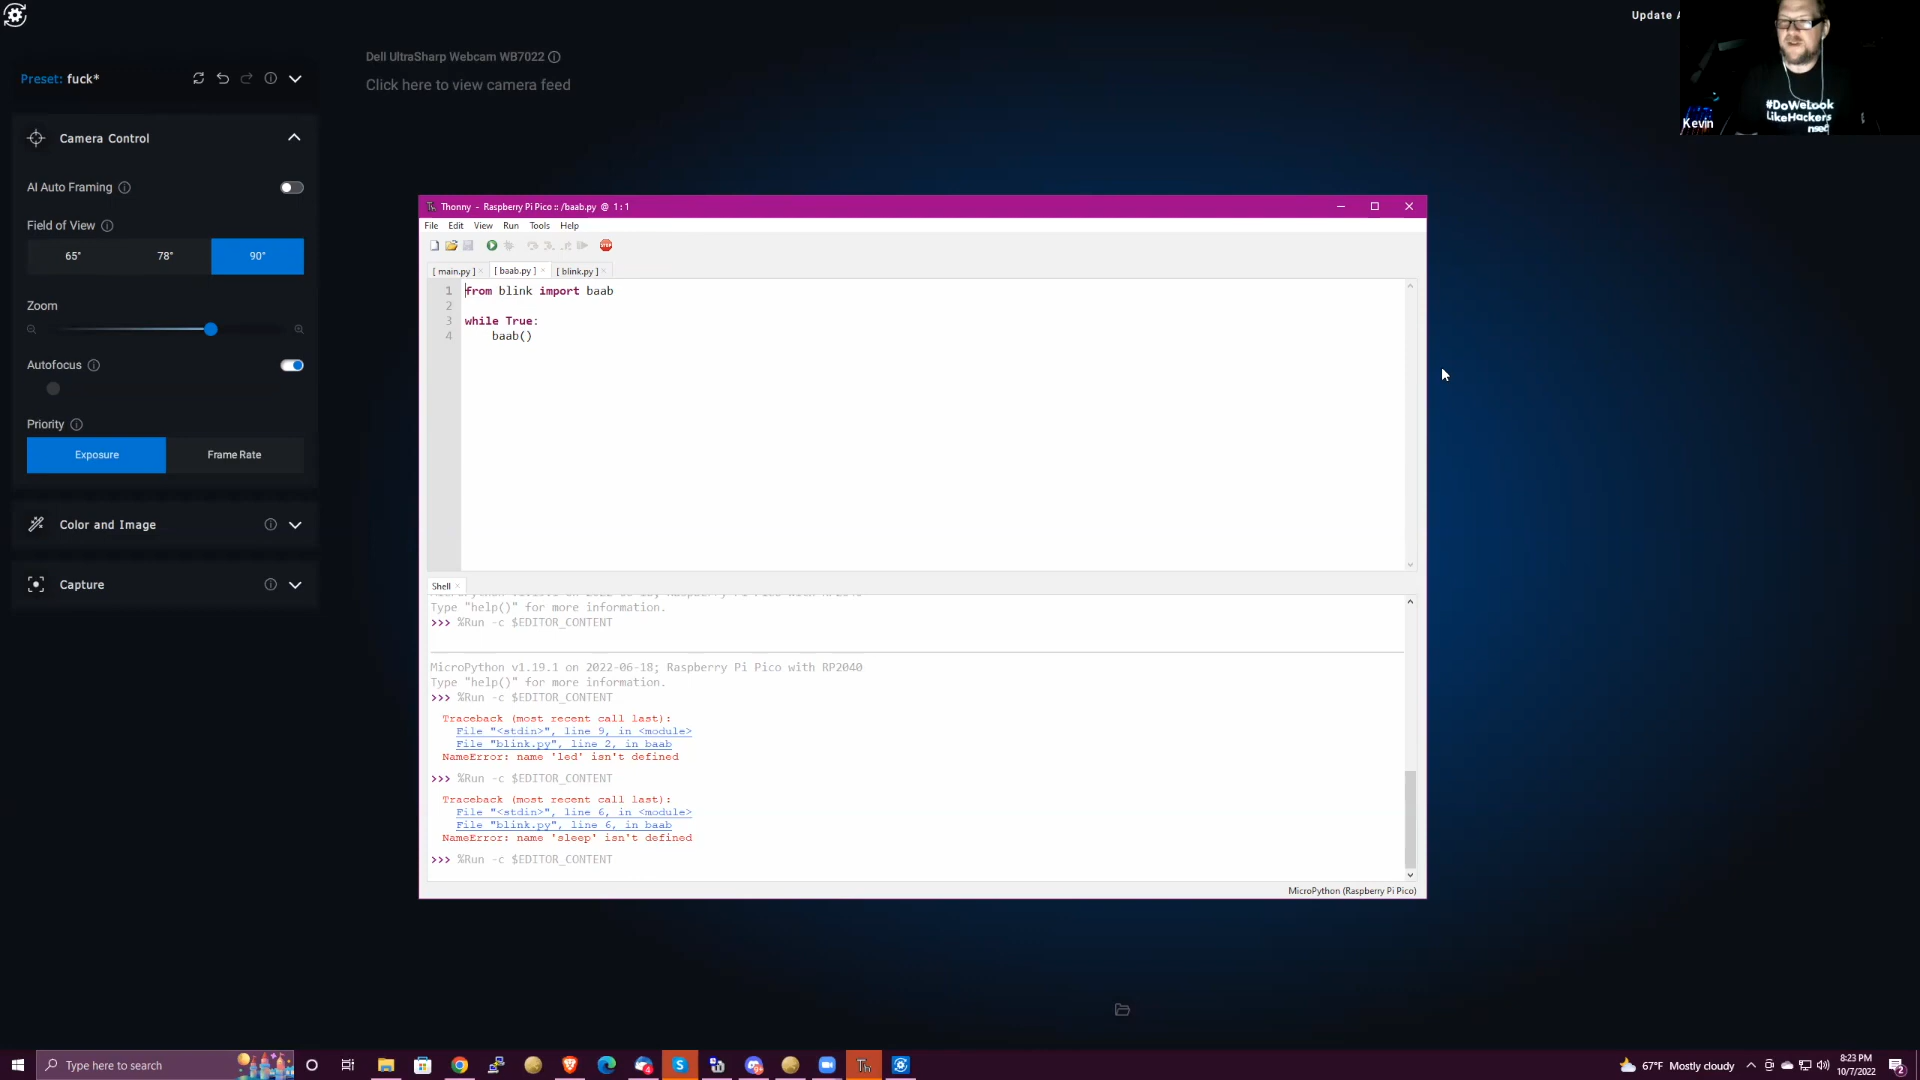 Update A
Preset: fuck*
Dell UltraSharp Webcam WB7022
Click here to view camera feed
#DoWeLook
LikeHackers
nsec
Kevin
Camera Control
AI Auto Framing
Field of View
65°
78°
90°
Zoom
Autofocus
Priority
Exposure
Frame Rate
Color and Image
Capture
Th Thonny - Raspberry Pi Pico :: /baab.py @ 1 : 1
File Edit View Run Tools Help
STOP
[ main.py ] × [ baab.py ] × [ blink.py ] ×
1 from blink import baab
2
3 while True:
4 baab()
Shell ×
Type "help()" for more information.
>>> %Run -c $EDITOR_CONTENT
MicroPython v1.19.1 on 2022-06-18; Raspberry Pi Pico with RP2040
Type "help()" for more information.
>>> %Run -c $EDITOR_CONTENT
Traceback (most recent call last):
File "<stdin>", line 9, in <module>
File "blink.py", line 2, in baab
NameError: name 'led' isn't defined
>>> %Run -c $EDITOR_CONTENT
Traceback (most recent call last):
File "<stdin>", line 6, in <module>
File "blink.py", line 6, in baab
NameError: name 'sleep' isn't defined
>>> %Run -c $EDITOR_CONTENT
MicroPython (Raspberry Pi Pico)
Type here to search
4
S
Th
67°F Mostly cloudy
8:23 PM
10/7/2022
2